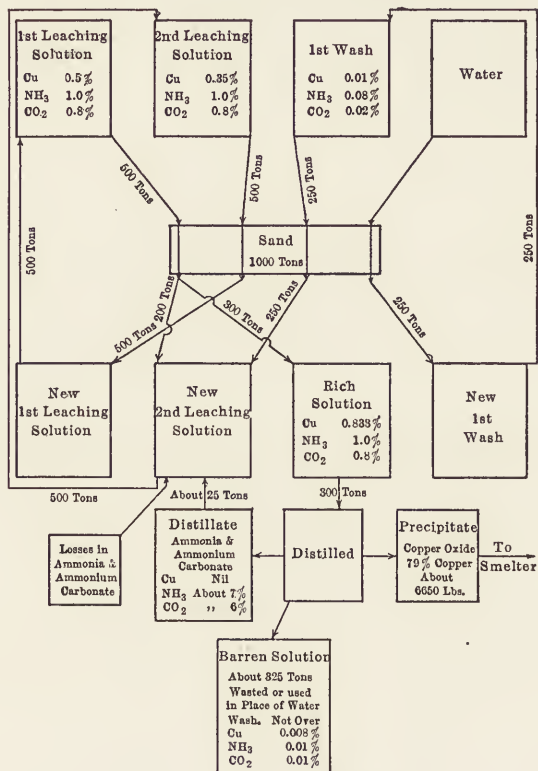 1st Leaching
Solution
Cu 0.5%
NH₃ 1.0%
CO₂ 0.8%
2nd Leaching
Solution
Cu 0.35%
NH₃ 1.0%
CO₂ 0.8%
1st Wash
Cu 0.01%
NH₃ 0.08%
CO₂ 0.02%
Water
500 Tons
500 Tons
250 Tons
500 Tons
250 Tons
Sand
1000 Tons
500 Tons
200 Tons
300 Tons
250 Tons
250 Tons
New
1st Leaching
Solution
New
2nd Leaching
Solution
Rich
Solution
Cu 0.833%
NH₃ 1.0%
CO₂ 0.8%
New
1st
Wash
500 Tons
About 25 Tons
300 Tons
Losses in
Ammonia &
Ammonium
Carbonate
Distillate
Ammonia &
Ammonium
Carbonate
Cu Nil
NH₃ About 7%
CO₂ ,, 6%
Distilled
Precipitate
Copper Oxide
79% Copper
About
6650 Lbs.
To
Smelter
Barren Solution
About 325 Tons
Wasted or used
in Place of Water
Wash. Not Over
Cu 0.008%
NH₃ 0.01%
CO₂ 0.01%